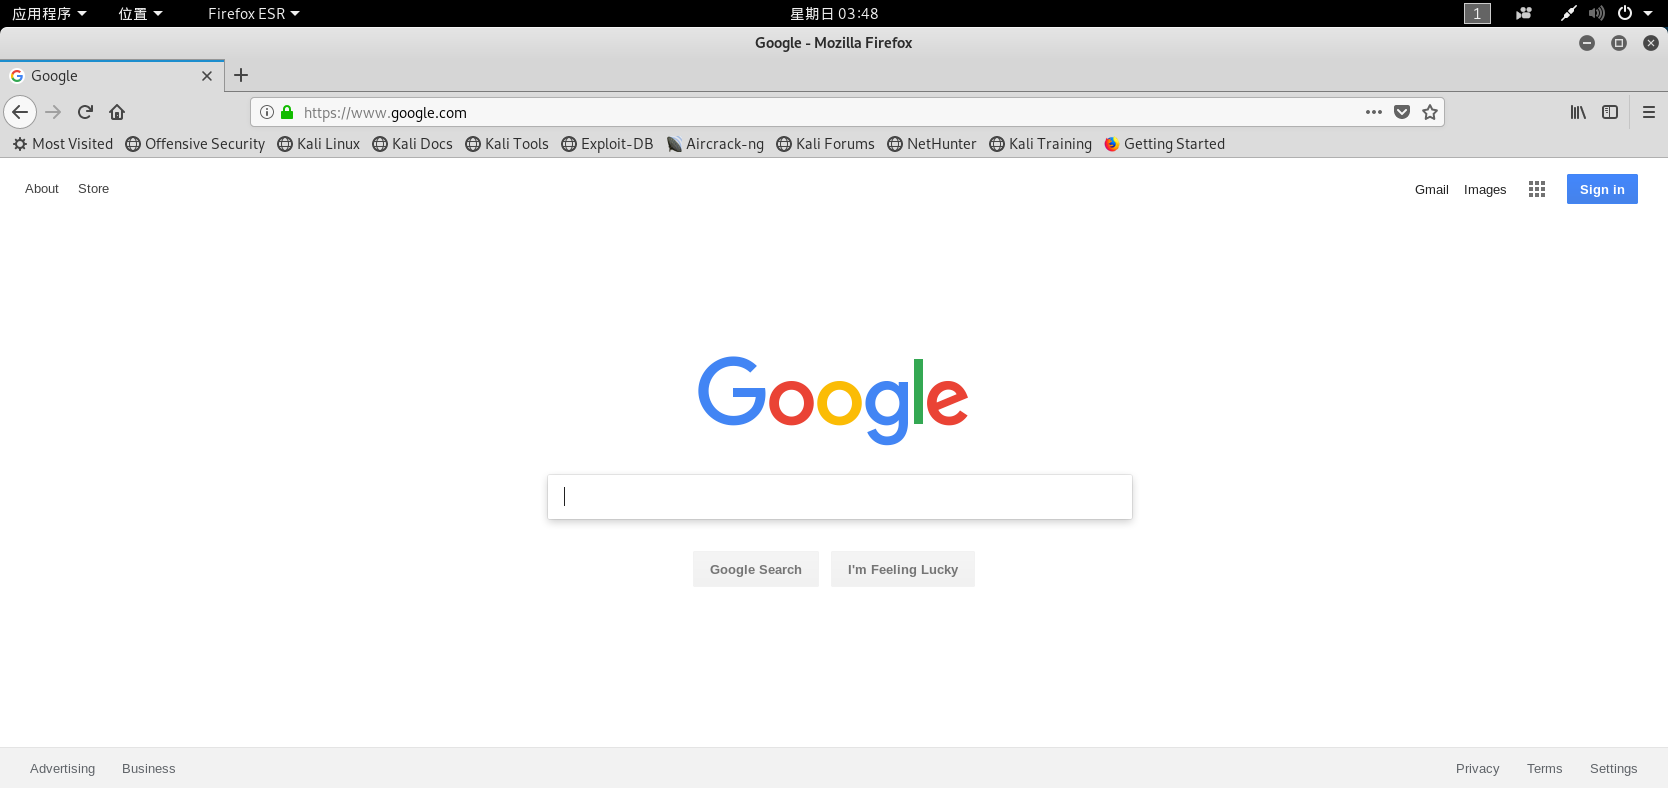 应用程序 位置 Firefox ESR 星期日 03:48 1
Google - Mozilla Firefox
Google
https://www.google.com
Most Visited Offensive Security Kali Linux Kali Docs Kali Tools Exploit-DB Aircrack-ng Kali Forums NetHunter Kali Training Getting Started
About Store Gmail Images Sign in
Google
Google Search I'm Feeling Lucky
Advertising Business Privacy Terms Settings